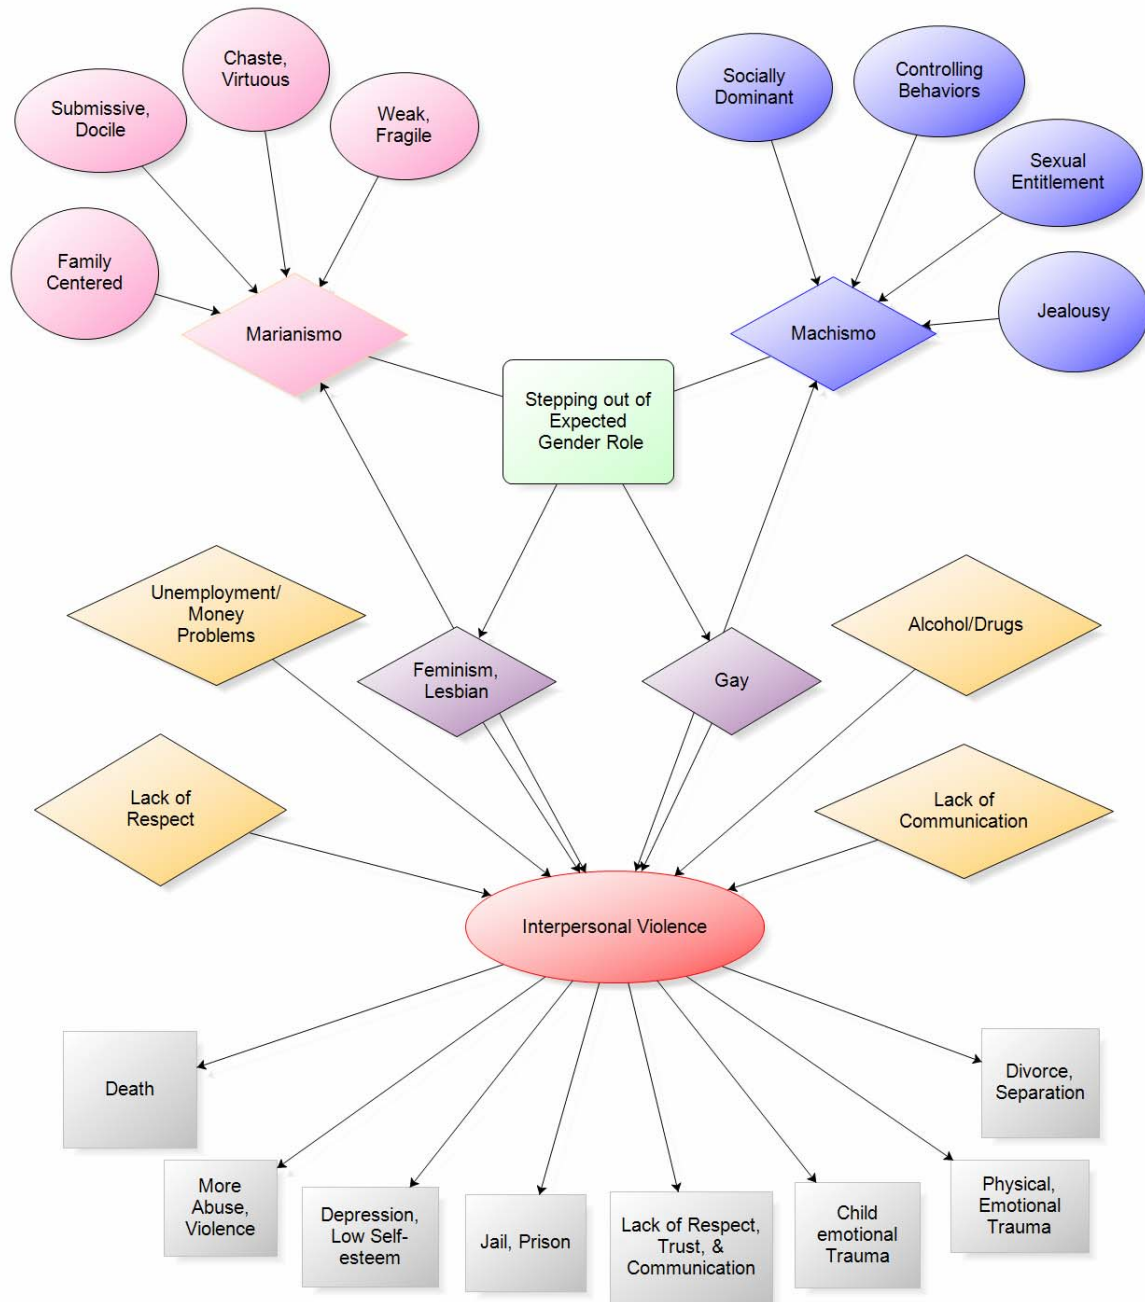 Chaste,
Virtuous
Submissive,
Docile
Weak,
Fragile
Family
Centered
Marianismo
Socially
Dominant
Controlling
Behaviors
Sexual
Entitlement
Jealousy
Machismo
Stepping out of
Expected
Gender Role
Unemployment/
Money
Problems
Feminism,
Lesbian
Gay
Alcohol/Drugs
Lack of
Respect
Lack of
Communication
Interpersonal Violence
Death
More
Abuse,
Violence
Depression,
Low Self-
esteem
Jail, Prison
Lack of Respect,
Trust, &
Communication
Child
emotional
Trauma
Physical,
Emotional
Trauma
Divorce,
Separation